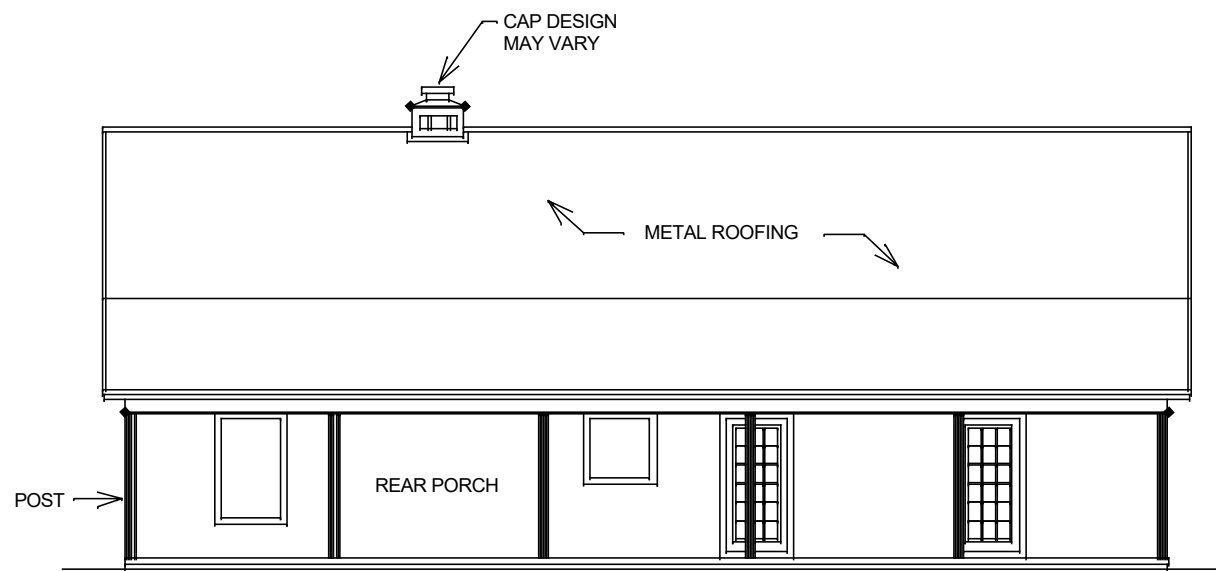 CAP DESIGN
MAY VARY
METAL ROOFING
REAR PORCH
POST